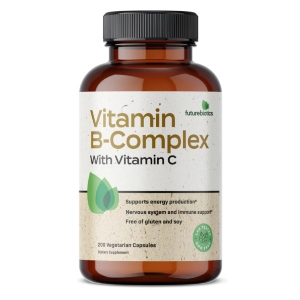 futurebiotics
Vitamin
B-Complex
With Vitamin C
Supports energy production*
Nervous system and immune support*
Free of gluten and soy
200 Vegetarian Capsules
Dietary Supplement